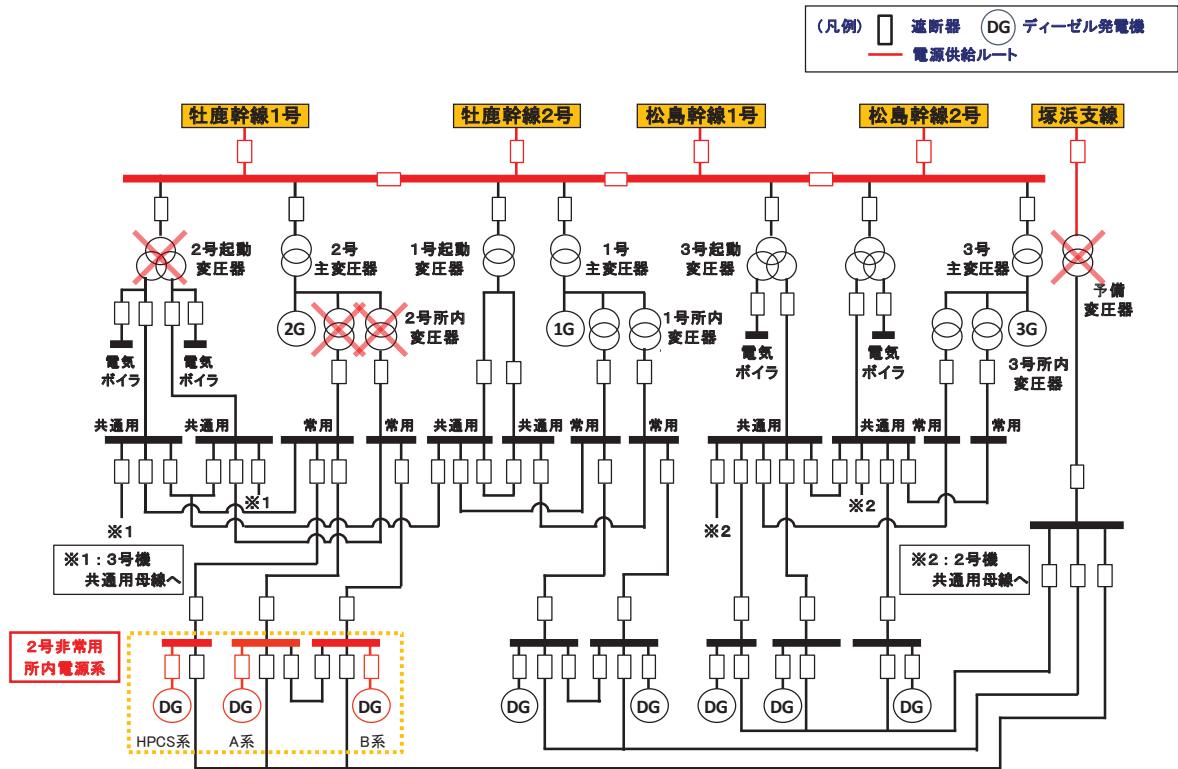 (凡例) 遮断器 DG ディーゼル発電機
電源供給ルート
牡鹿幹線1号
牡鹿幹線2号
松島幹線1号
松島幹線2号
塚浜支線
2号起動
変圧器
2号
主変圧器
1号起動
変圧器
1号
主変圧器
3号起動
変圧器
3号
主変圧器
予備
変圧器
2G
2号所内
変圧器
1G
1号所内
変圧器
3G
3号所内
変圧器
電気
ボイラ
電気
ボイラ
電気
ボイラ
電気
ボイラ
共通用
共通用
常用
常用
共通用
共通用
常用
常用
共通用
共通用
常用
常用
※1
※1
※2
※2
※1:3号機
共通用母線へ
※2:2号機
共通用母線へ
2号非常用
所内電源系
DG
DG
DG
DG
DG
DG
DG
DG
HPCS系
A系
B系